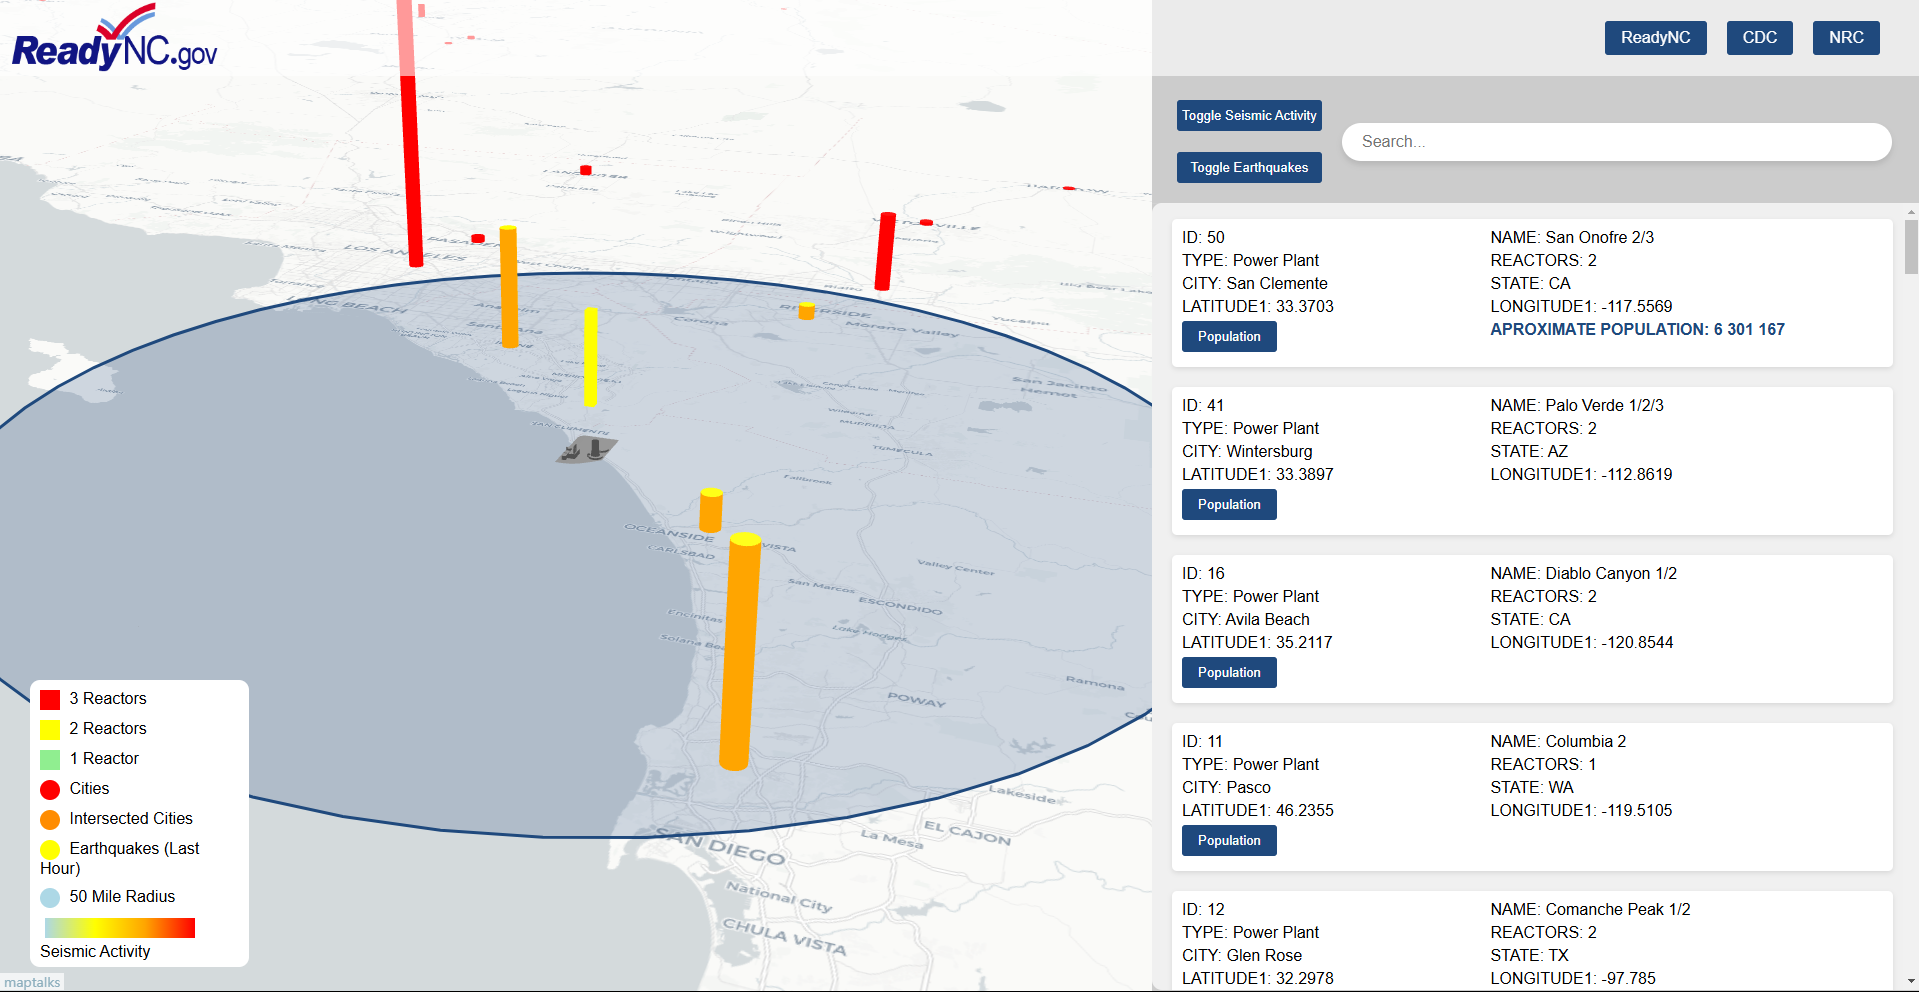 ReadyNC.gov
ReadyNC
CDC
NRC
Toggle Seismic Activity
Toggle Earthquakes
Search...
ID: 50
NAME: San Onofre 2/3
TYPE: Power Plant
REACTORS: 2
CITY: San Clemente
STATE: CA
LATITUDE1: 33.3703
LONGITUDE1: -117.5569
Population
APROXIMATE POPULATION: 6 301 167
ID: 41
NAME: Palo Verde 1/2/3
TYPE: Power Plant
REACTORS: 2
CITY: Wintersburg
STATE: AZ
LATITUDE1: 33.3897
LONGITUDE1: -112.8619
Population
ID: 16
NAME: Diablo Canyon 1/2
TYPE: Power Plant
REACTORS: 2
CITY: Avila Beach
STATE: CA
LATITUDE1: 35.2117
LONGITUDE1: -120.8544
Population
ID: 11
NAME: Columbia 2
TYPE: Power Plant
REACTORS: 1
CITY: Pasco
STATE: WA
LATITUDE1: 46.2355
LONGITUDE1: -119.5105
Population
ID: 12
NAME: Comanche Peak 1/2
TYPE: Power Plant
REACTORS: 2
CITY: Glen Rose
STATE: TX
LATITUDE1: 32.2978
LONGITUDE1: -97.785
LOS ANGELES
LONG BEACH
Corona
Moreno Valley
Yucaipa
San Jacinto
Hemet
TEMECULA
Fallbrook
SAN CLEMENTE
OCEANSIDE
VISTA
CARLSBAD
Valley Center
San Marcos
ESCONDIDO
Encinitas
Lake Hodges
Solana
Ramona
POWAY
Lakeside
EL CAJON
La Mesa
SAN DIEGO
National City
CHULA VISTA
3 Reactors
2 Reactors
1 Reactor
Cities
Intersected Cities
Earthquakes (Last
Hour)
50 Mile Radius
Seismic Activity
maptalks